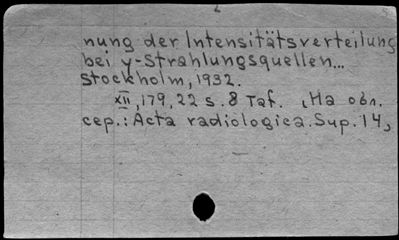 2
nung der Intensitätsverteilung
bei γ-Strahlungsquellen...
Stockholm, 1932.
XII, 179, 22 s. 8 Taf. (На обл.
сер.: Acta radiologica. Sup. 14,